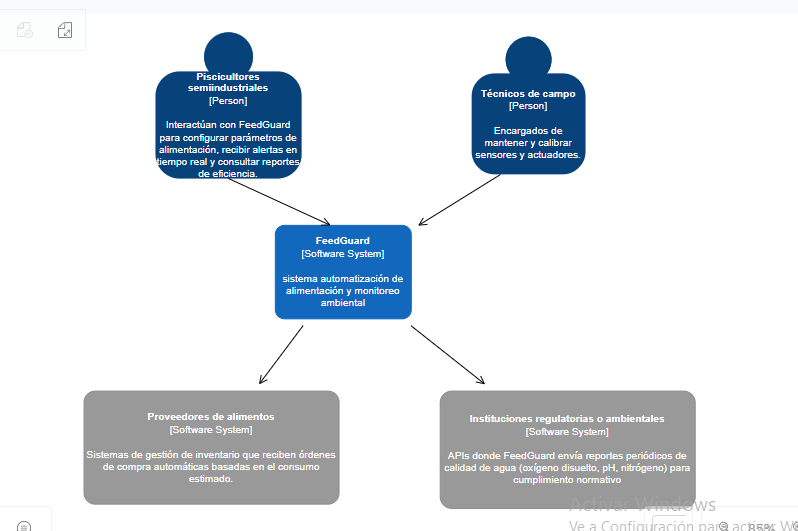 Piscicultores
semiindustriales
[Person]
Interactúan con FeedGuard
para configurar parámetros de
alimentación, recibir alertas en
tiempo real y consultar reportes
de eficiencia.
Técnicos de campo
[Person]
Encargados de
mantener y calibrar
sensores y actuadores.
FeedGuard
[Software System]
sistema automatización de
alimentación y monitoreo
ambiental
Proveedores de alimentos
[Software System]
Sistemas de gestión de inventario que reciben órdenes
de compra automáticas basadas en el consumo
estimado.
Instituciones regulatorias o ambientales
[Software System]
APIs donde FeedGuard envía reportes periódicos de
calidad de agua (oxígeno disuelto, pH, nitrógeno) para
cumplimiento normativo
Activar Windows
Ve a Configuración para activar